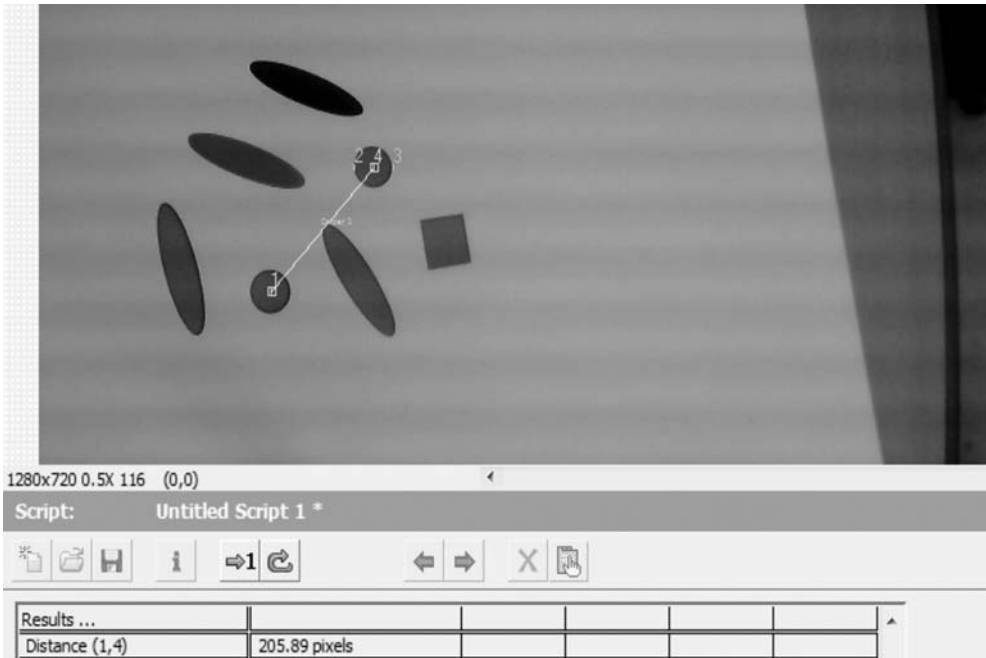 2 4 3
1
1280x720 0.5X 116 (0,0)
Script: Untitled Script 1 *
i ⇒1
X
Results ...
Distance (1,4) 205.89 pixels